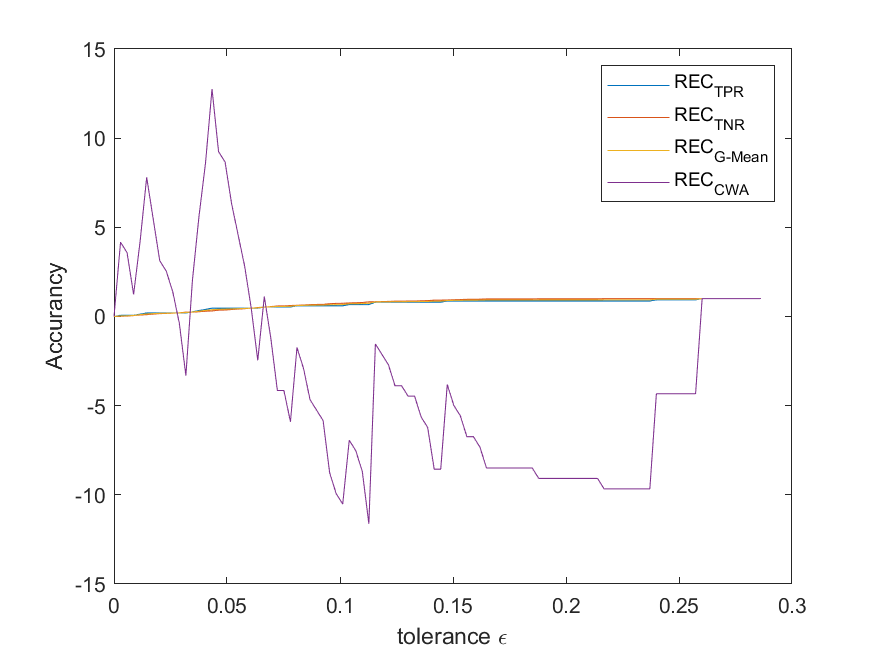 15
10
5
0
-5
-10
-15
0 0.05 0.1 0.15 0.2 0.25 0.3
Accurancy
tolerance ϵ
REC_TPR
REC_TNR
REC_G-Mean
REC_CWA